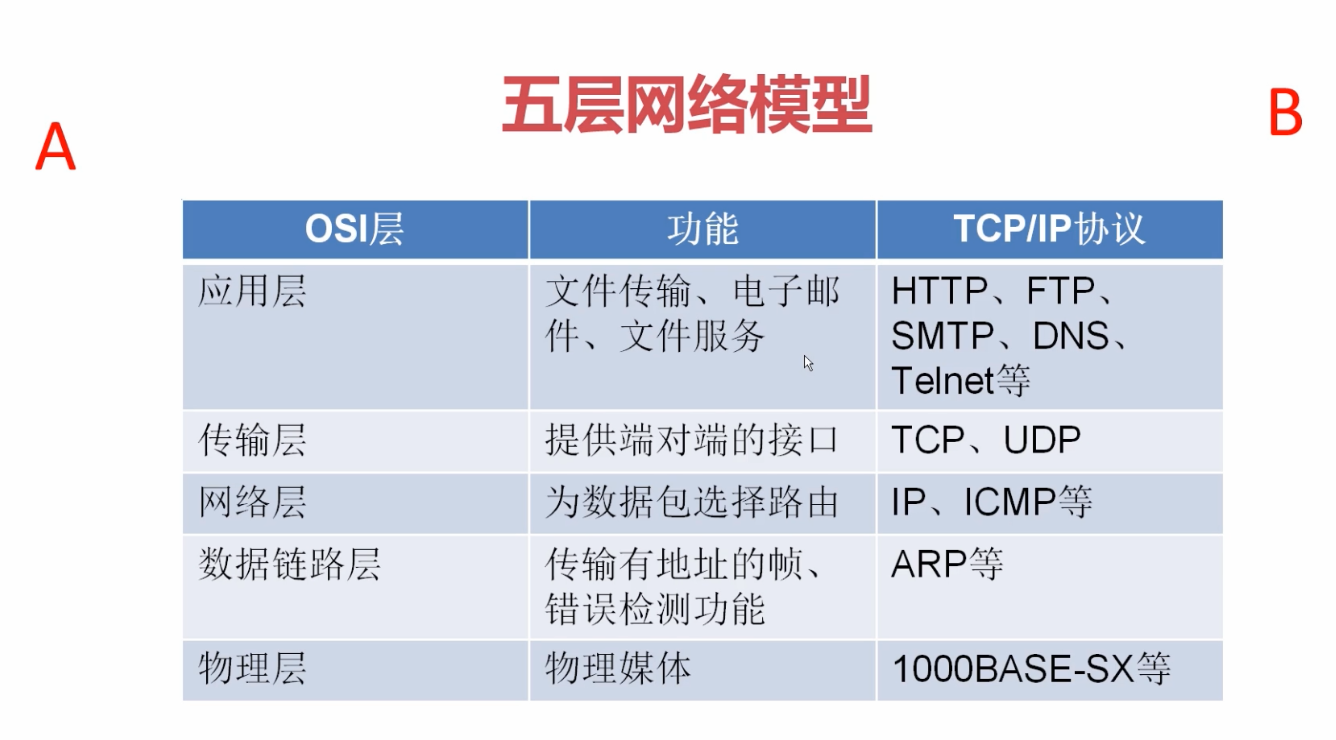 五层网络模型
A
B
OSI层 功能 TCP/IP协议
应用层 文件传输、电子邮 HTTP、FTP、
件、文件服务 SMTP、DNS、
Telnet等
传输层 提供端对端的接口 TCP、UDP
网络层 为数据包选择路由 IP、ICMP等
数据链路层 传输有地址的帧、 ARP等
错误检测功能
物理层 物理媒体 1000BASE-SX等